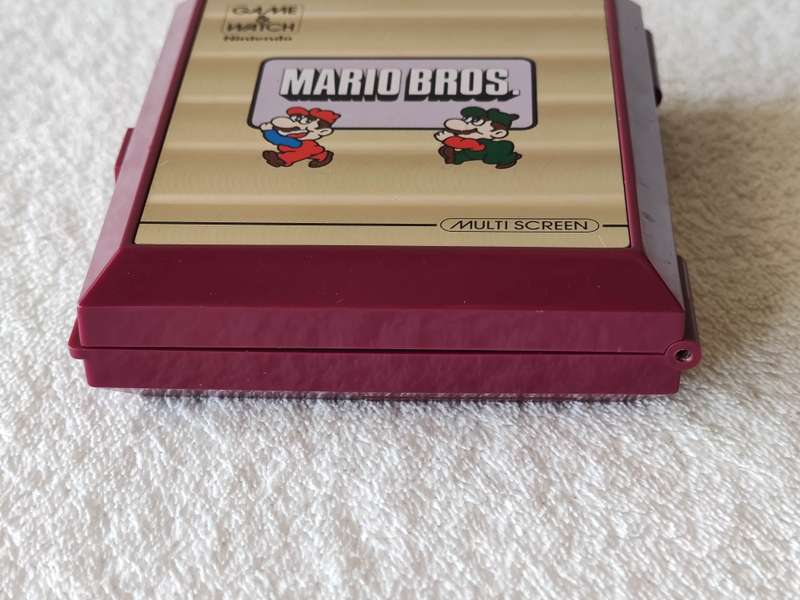 GAME
&
WATCH
Nintendo
MARIO BROS.
MULTI SCREEN